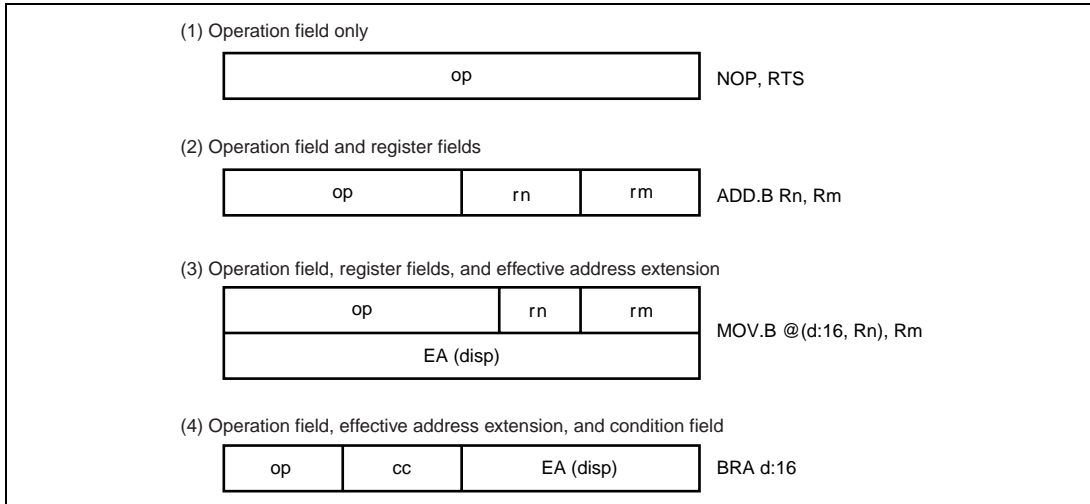 (1) Operation field only
op
NOP, RTS
(2) Operation field and register fields
op rn rm
ADD.B Rn, Rm
(3) Operation field, register fields, and effective address extension
op rn rm
EA (disp)
MOV.B @(d:16, Rn), Rm
(4) Operation field, effective address extension, and condition field
op cc EA (disp)
BRA d:16